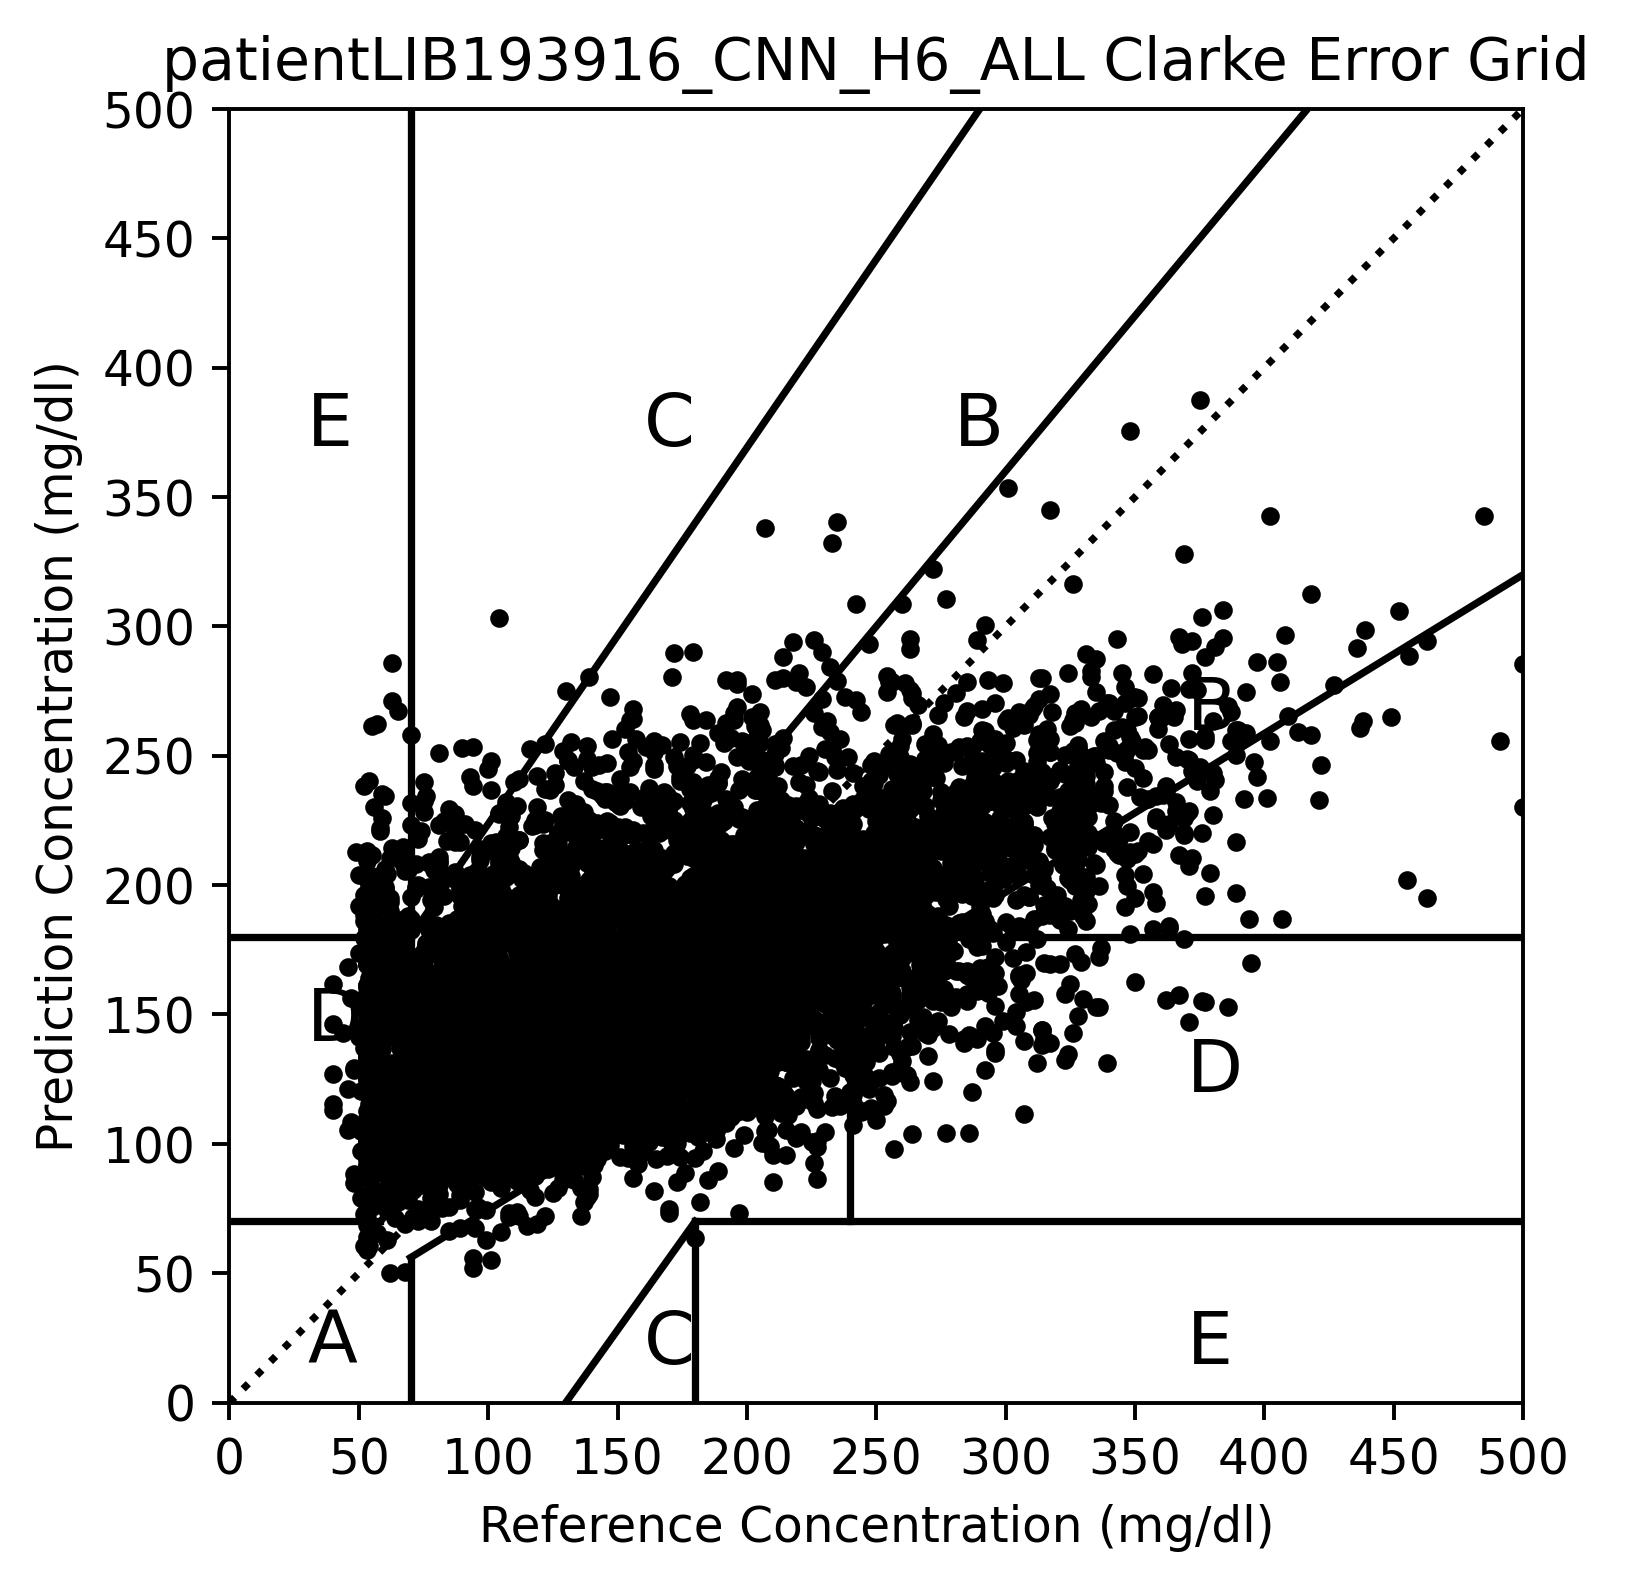 patientLIB193916_CNN_H6_ALL Clarke Error Grid
500
450
400
350
300
250
200
150
100
50
0
Prediction Concentration (mg/dl)
E
C
B
B
D
D
A
C
E
0 50 100 150 200 250 300 350 400 450 500
Reference Concentration (mg/dl)